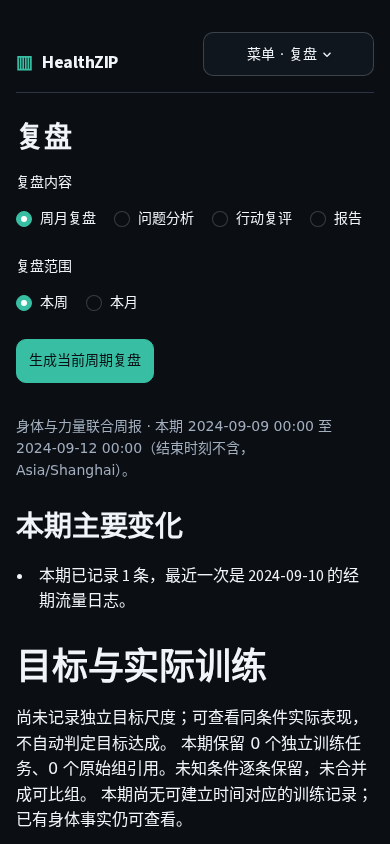 HealthZIP
菜单 · 复盘
复盘
复盘内容
周月复盘 问题分析 行动复评 报告
复盘范围
本周 本月
生成当前周期复盘
身体与力量联合周报 · 本期 2024-09-09 00:00 至
2024-09-12 00:00（结束时刻不含，
Asia/Shanghai）。
本期主要变化
• 本期已记录 1 条，最近一次是 2024-09-10 的经
期流量日志。
目标与实际训练
尚未记录独立目标尺度；可查看同条件实际表现，
不自动判定目标达成。 本期保留 0 个独立训练任
务、0 个原始组引用。未知条件逐条保留，未合并
成可比组。 本期尚无可建立时间对应的训练记录；
已有身体事实仍可查看。